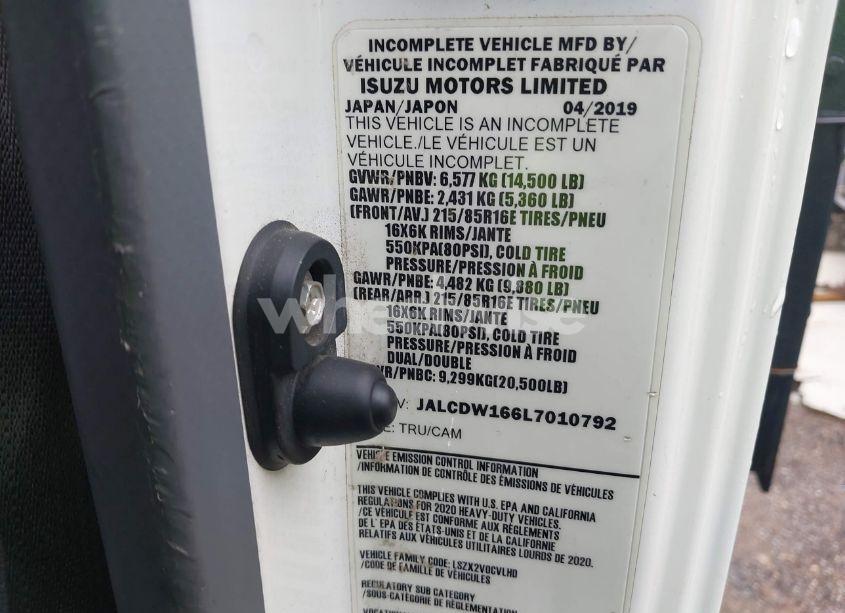 INCOMPLETE VEHICLE MFD BY/
VÉHICULE INCOMPLET FABRIQUÉ PAR
ISUZU MOTORS LIMITED
JAPAN/JAPON 04/2019
THIS VEHICLE IS AN INCOMPLETE
VEHICLE./LE VÉHICULE EST UN
VÉHICULE INCOMPLET.
GVWR/PNBV: 6,577 KG (14,500 LB)
GAWR/PNBE: 2,431 KG (5,360 LB)
(FRONT/AV.) 215/85R16E TIRES/PNEU
16X6K RIMS/JANTE
550KPA(80PSI), COLD TIRE
PRESSURE/PRESSION À FROID
GAWR/PNBE: 4,482 KG (9,880 LB)
(REAR/ARR.) 215/85R16E TIRES/PNEU
16X6K RIMS/JANTE
550KPA(80PSI), COLD TIRE
PRESSURE/PRESSION À FROID
DUAL/DOUBLE
WR/PNBC: 9,299KG(20,500LB)
V: JALCDW166L7010792
E: TRU/CAM
VEHICLE EMISSION CONTROL INFORMATION
/INFORMATION DE CONTRÔLE DES ÉMISSIONS DE VÉHICULES
THIS VEHICLE COMPLIES WITH U.S. EPA AND CALIFORNIA
REGULATIONS FOR 2020 HEAVY-DUTY VEHICLES.
/CE VÉHICULE EST CONFORME AUX RÈGLEMENTS
DE L' EPA DES ÉTATS-UNIS ET DE LA CALIFORNIE
RELATIFS AUX VÉHICULES UTILITAIRES LOURDS DE 2020.
VEHICLE FAMILY CODE: LSZX2VOCVLHD
/CODE DE FAMILLE DE VÉHICULES
REGULATORY SUB CATEGORY
/SOUS-CATÉGORIE DE RÉGLEMENTATION